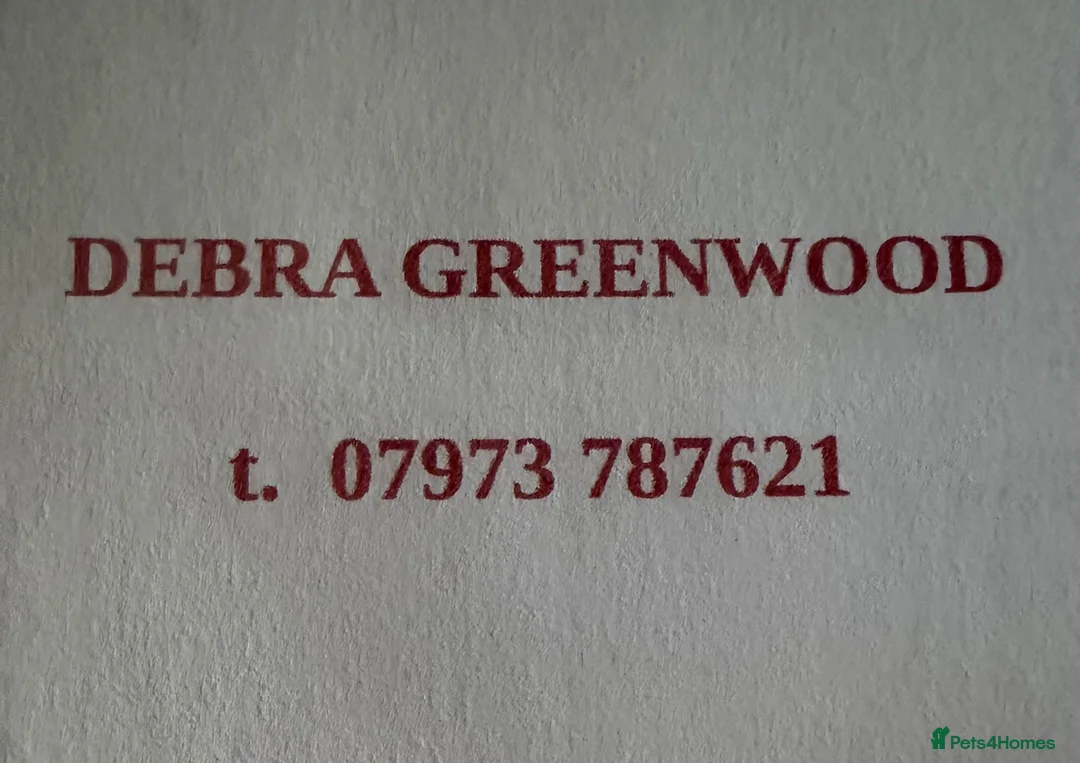 DEBRA GREENWOOD
t. 07973 787621
Pets4Homes